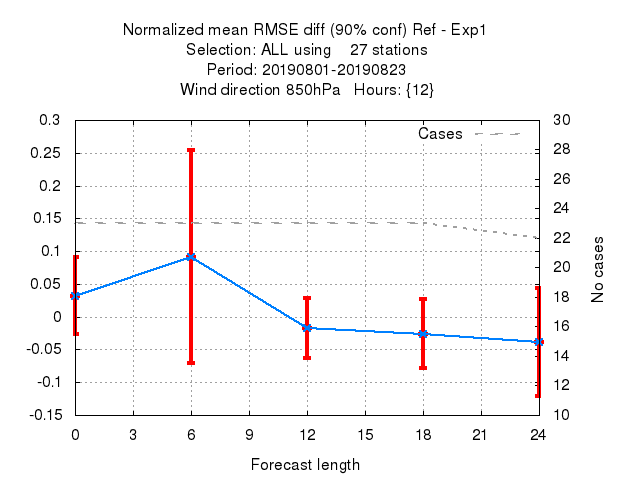 Normalized mean RMSE diff (90% conf) Ref - Exp1
Selection: ALL using    27 stations
Period: 20190801-20190823
Wind direction 850hPa   Hours: {12}
Cases
0.3
0.25
0.2
0.15
0.1
0.05
0
-0.05
-0.1
-0.15
30
28
26
24
22
20
18
16
14
12
10
No cases
0 3 6 9 12 15 18 21 24
Forecast length